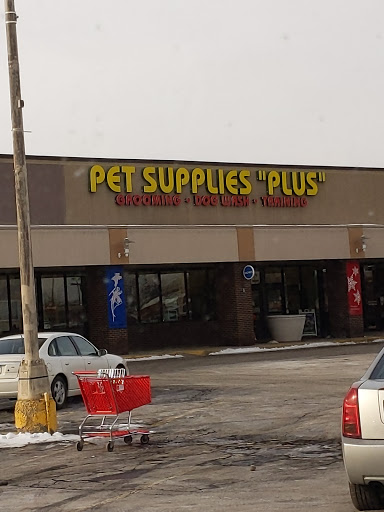 PET SUPPLIES "PLUS"
GROOMING • DOG WASH • TRAINING